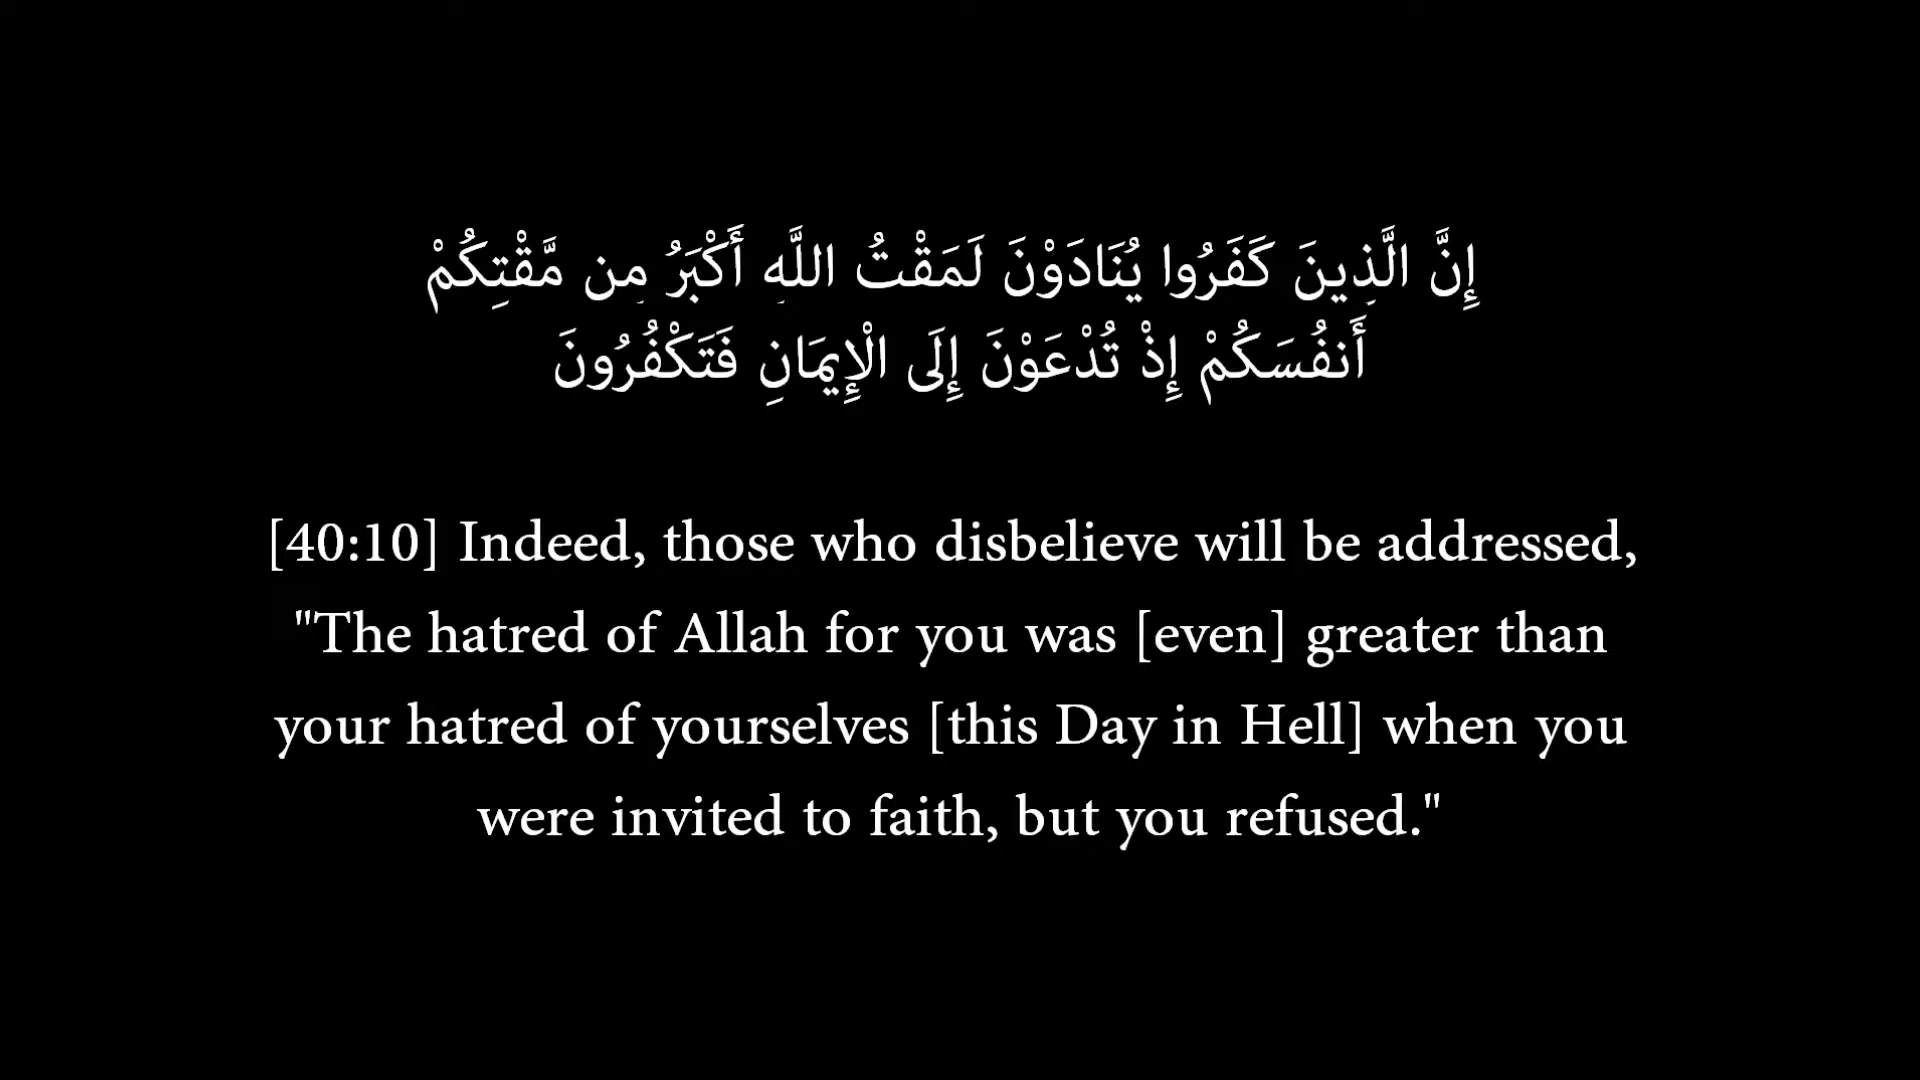 إِنَّ الَّذِينَ كَفَرُوا يُنَادَوْنَ لَمَقْتُ اللَّهِ أَكْبَرُ مِن مَّقْتِكُمْ
أَنفُسَكُمْ إِذْ تُدْعَوْنَ إِلَى الْإِيمَانِ فَتَكْفُرُونَ
[40:10] Indeed, those who disbelieve will be addressed,
"The hatred of Allah for you was [even] greater than
your hatred of yourselves [this Day in Hell] when you
were invited to faith, but you refused."